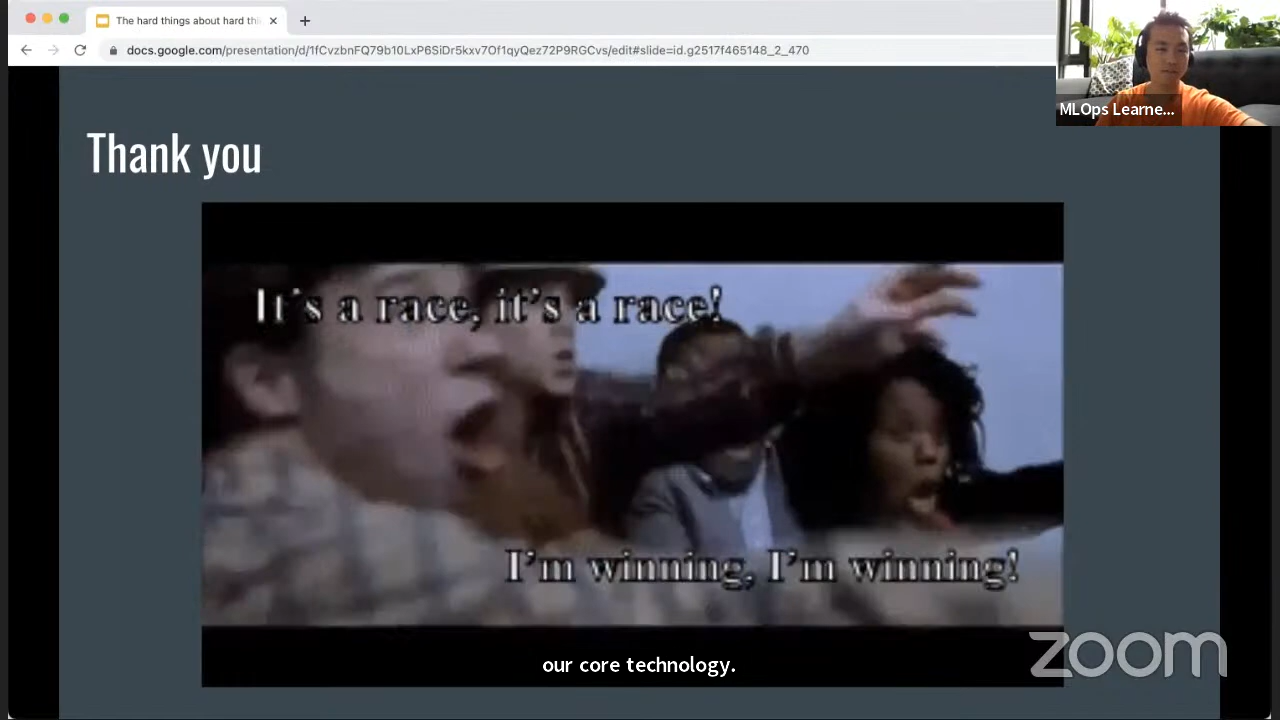 The hard things about hard thi
docs.google.com/presentation/d/1fCvzbnFQ79b10LxP6SiDr5kxv7Of1qyQez72P9RGCvs/edit#slide=id.g2517f465148_2_470
MLOps Learne...
Thank you
It's a race, it's a race!
I'm winning, I'm winning!
our core technology.
zoom